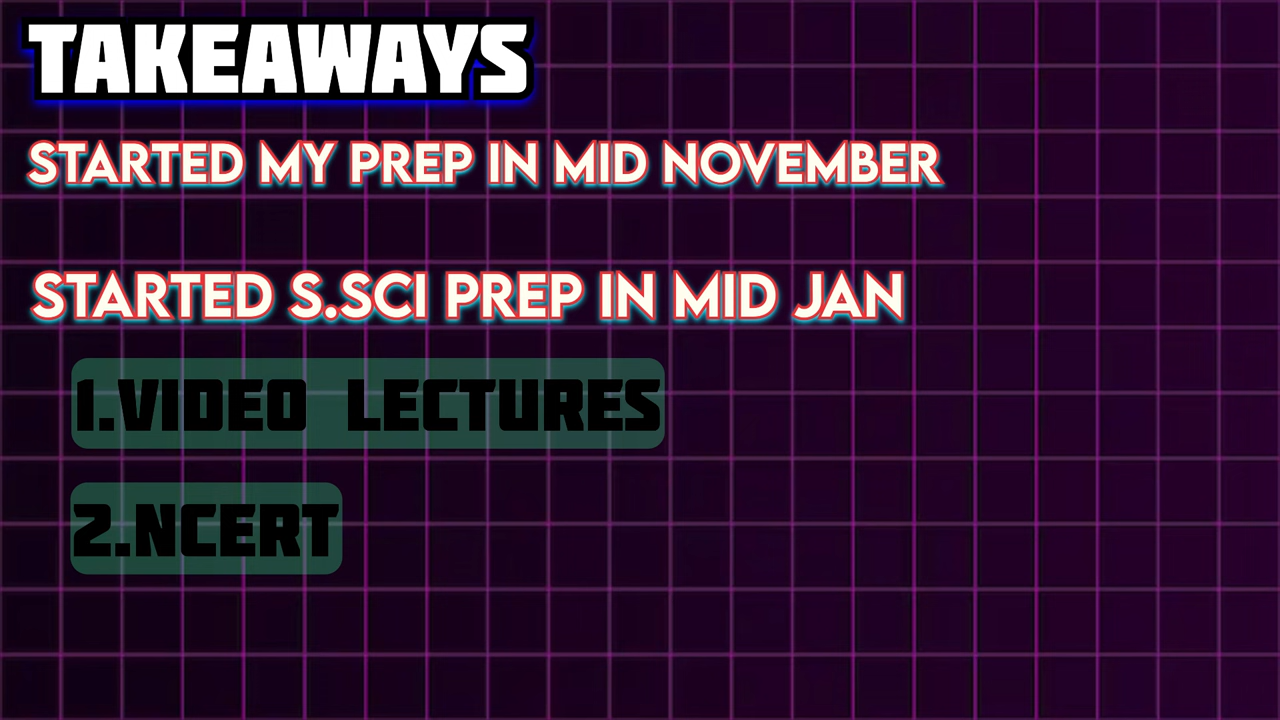 TAKEAWAYS
STARTED MY PREP IN MID NOVEMBER
STARTED S.SCI PREP IN MID JAN
1.VIDEO LECTURES
2.NCERT